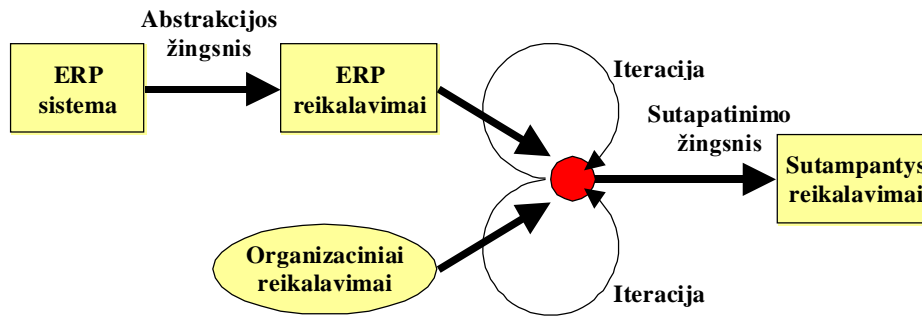 Abstrakcijos
žingsnis
ERP
sistema
ERP
reikalavimai
Iteracija
Sutapatinimo
žingsnis
Sutampantys
reikalavimai
Organizaciniai
reikalavimai
Iteracija